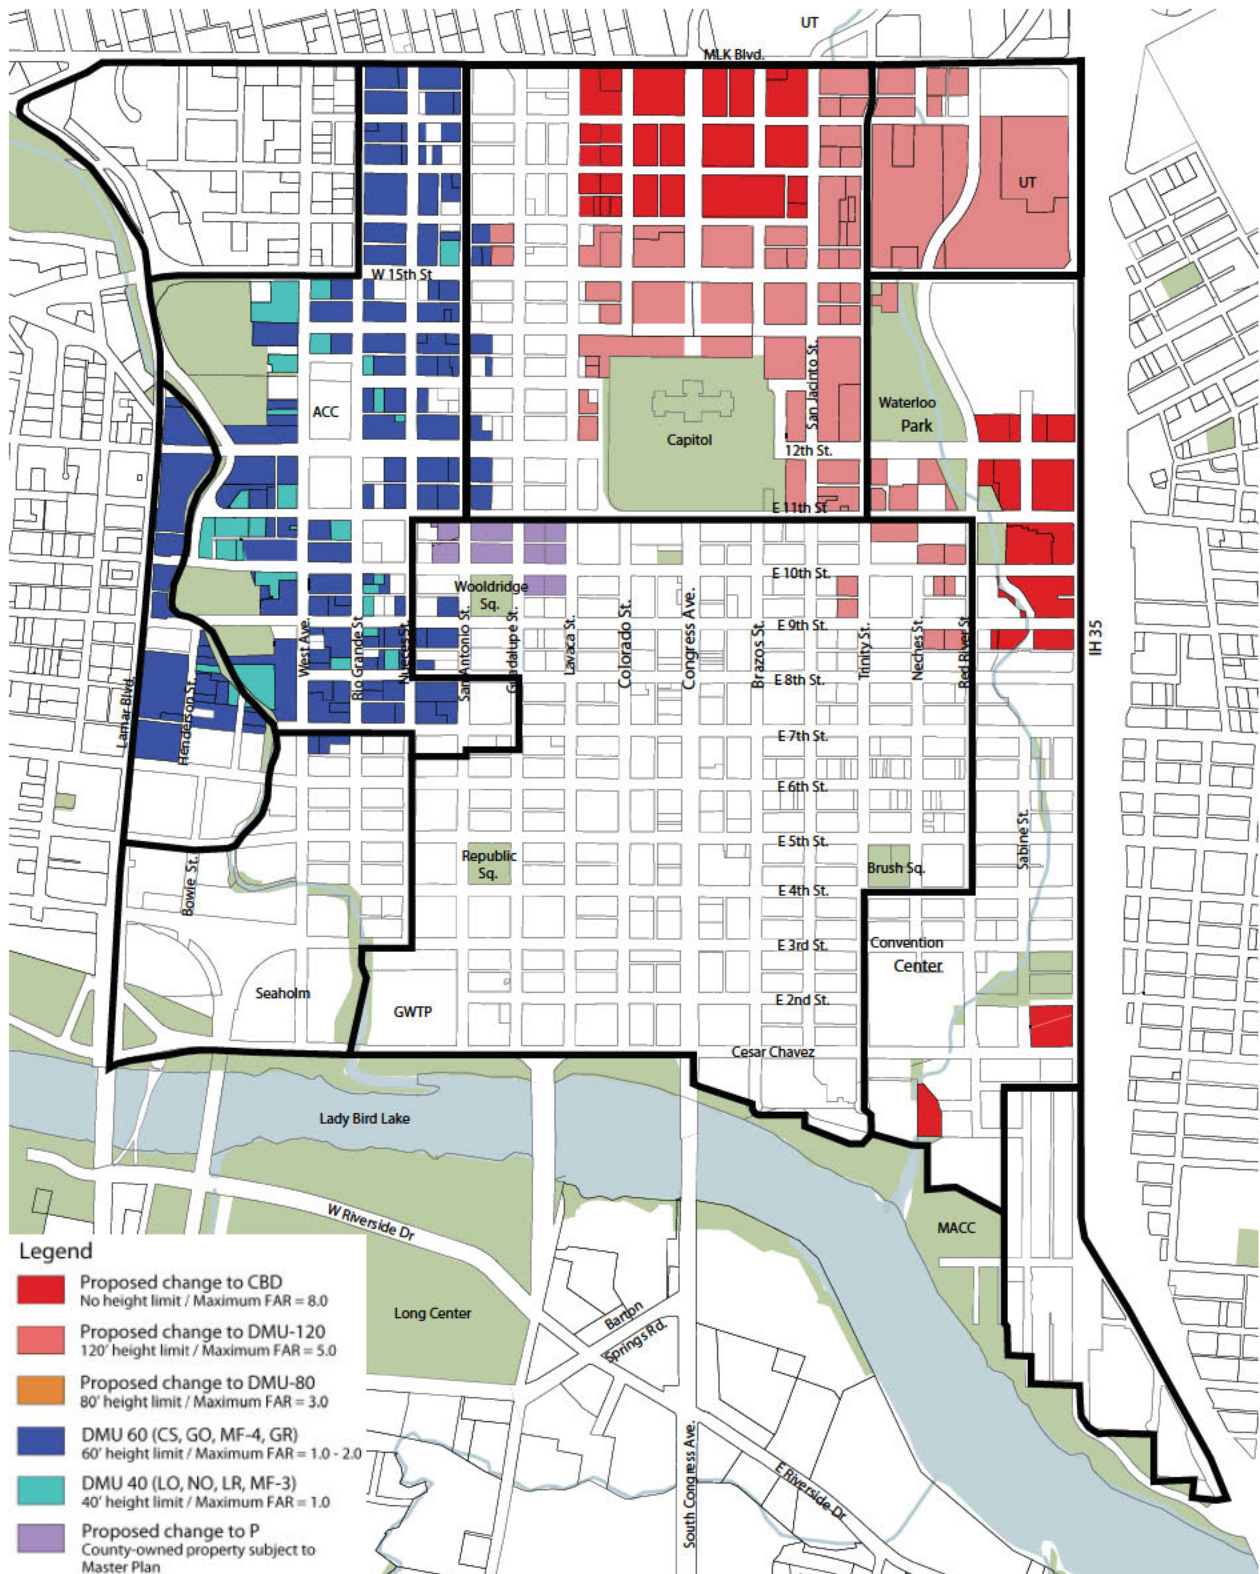 UT
MLK Blvd.
UT
W 15th St
ACC
San Jacinto St.
Waterloo
Park
Capitol
12th St.
E 11th St
E 10th St.
Wooldridge
Sq.
E 9th St.
West Ave.
Rio Grande St
Nueces St.
San Antonio St.
Guadalupe St.
Lavaca St.
Colorado St.
Congress Ave.
Brazos St.
Trinity St.
Neches St.
Red River St
IH 35
E 8th St.
Lamar Blvd.
Henderson St.
E 7th St.
E 6th St.
E 5th St.
Republic
Sq.
Brush Sq.
Sabine St.
Bowie St.
E 4th St.
E 3rd St.
Convention
Center
Seaholm
GWTP
E 2nd St.
Cesar Chavez
Lady Bird Lake
W Riverside Dr
MACC
Long Center
Barton
Springs Rd.
South Congress Ave.
E Riverside Dr
Legend
Proposed change to CBD
No height limit / Maximum FAR = 8.0
Proposed change to DMU-120
120' height limit / Maximum FAR = 5.0
Proposed change to DMU-80
80' height limit / Maximum FAR = 3.0
DMU 60 (CS, GO, MF-4, GR)
60' height limit / Maximum FAR = 1.0 - 2.0
DMU 40 (LO, NO, LR, MF-3)
40' height limit / Maximum FAR = 1.0
Proposed change to P
County-owned property subject to
Master Plan